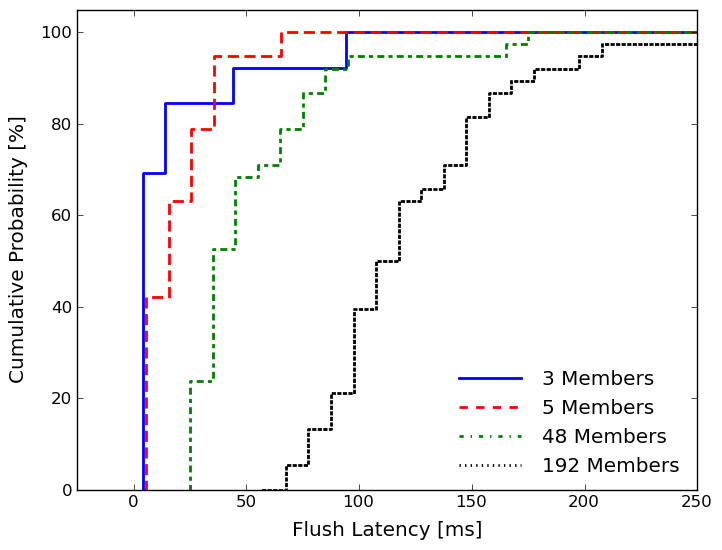 100
80
60
40
20
0
Cumulative Probability [%]
3 Members
5 Members
48 Members
192 Members
0 50 100 150 200 250
Flush Latency [ms]